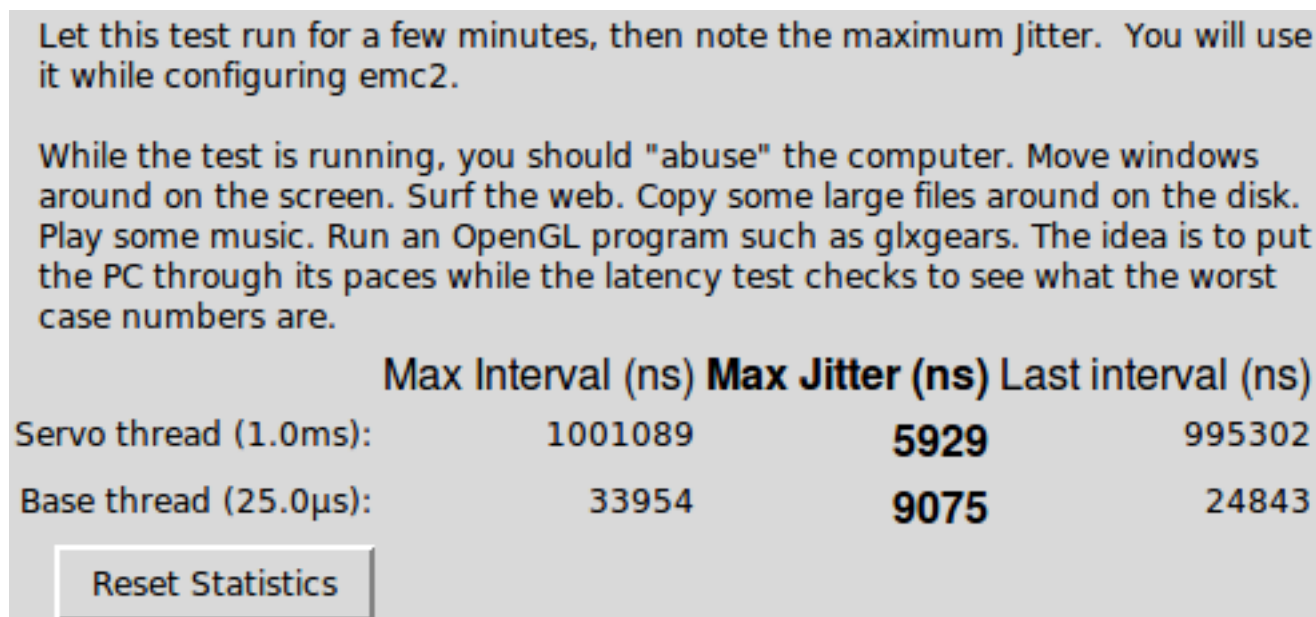 Let this test run for a few minutes, then note the maximum Jitter.  You will use
it while configuring emc2.
While the test is running, you should "abuse" the computer. Move windows
around on the screen. Surf the web. Copy some large files around on the disk.
Play some music. Run an OpenGL program such as glxgears. The idea is to put
the PC through its paces while the latency test checks to see what the worst
case numbers are.
Max Interval (ns) Max Jitter (ns) Last interval (ns)
Servo thread (1.0ms): 1001089 5929 995302
Base thread (25.0µs): 33954 9075 24843
Reset Statistics